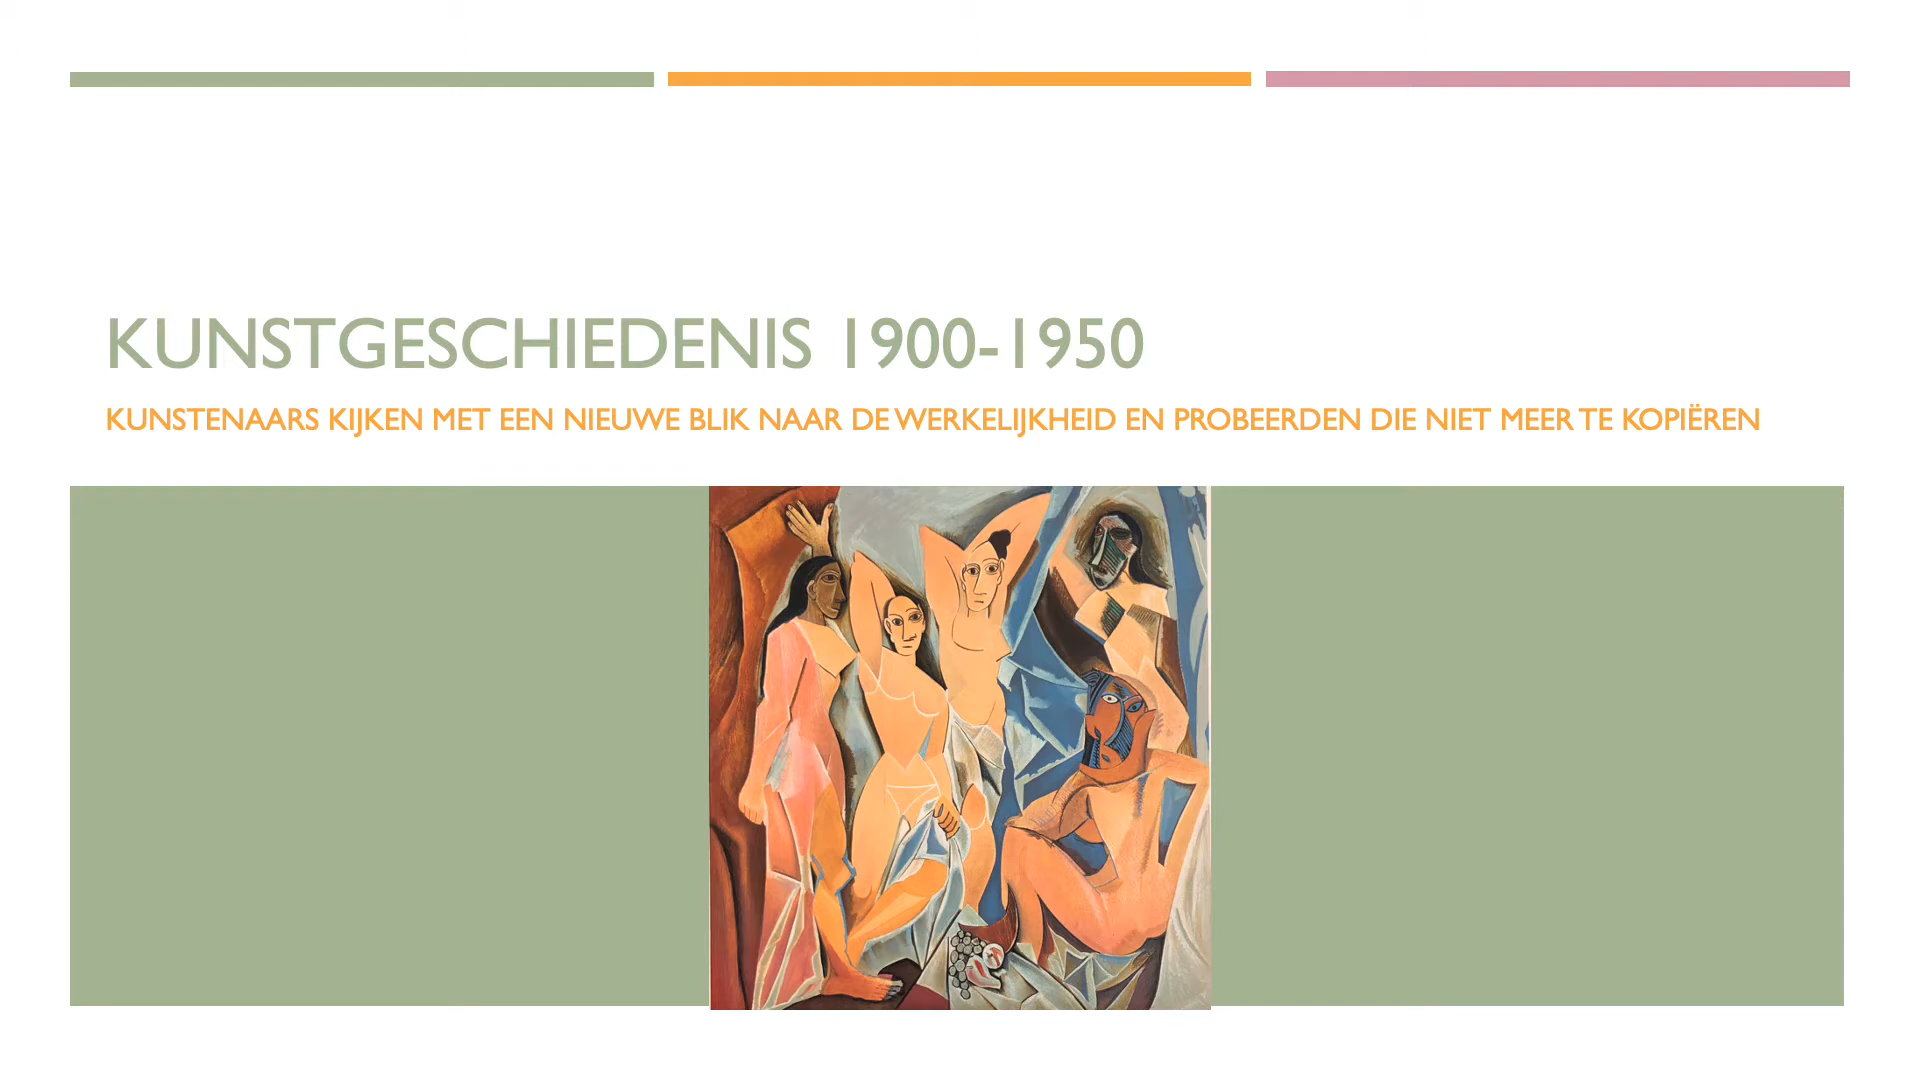 KUNSTGESCHIEDENIS 1900-1950
KUNSTENAARS KIJKEN MET EEN NIEUWE BLIK NAAR DE WERKELIJKHEID EN PROBEERDEN DIE NIET MEER TE KOPIËREN